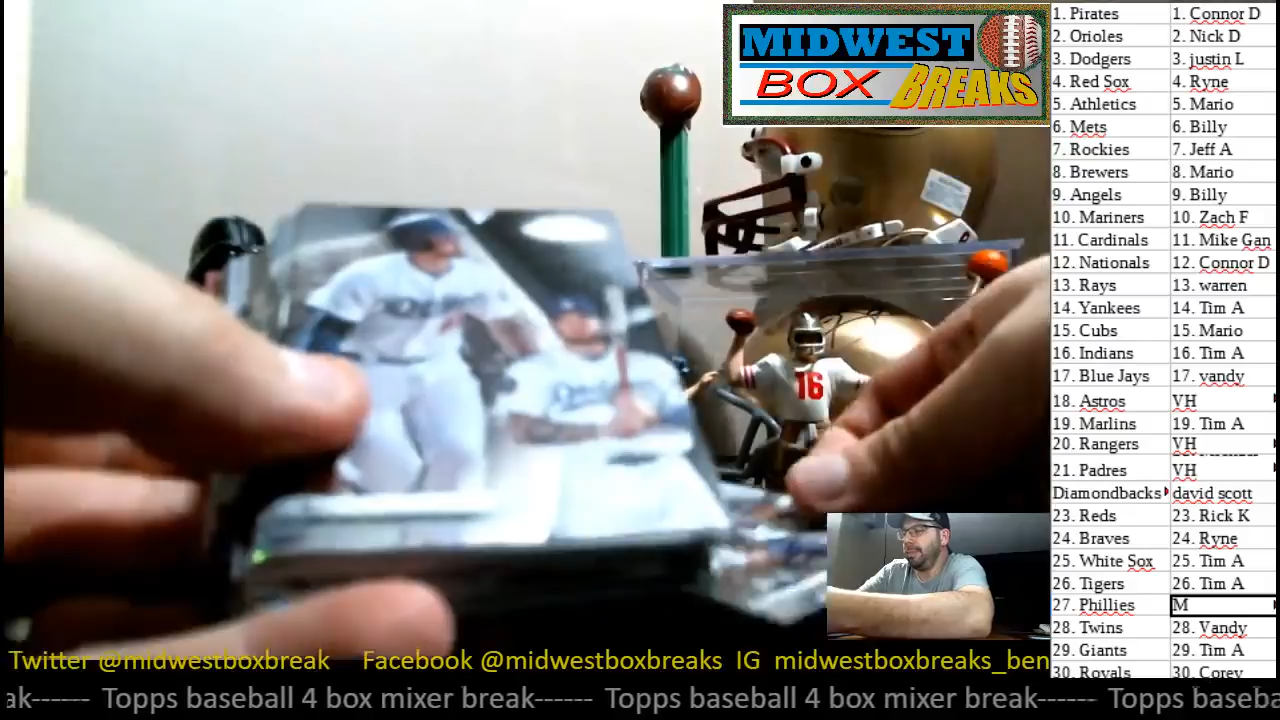 MIDWEST
BOX BREAKS
1. Pirates 1. Connor D
2. Orioles 2. Nick D
3. Dodgers 3. justin L
4. Red Sox 4. Ryne
5. Athletics 5. Mario
6. Mets 6. Billy
7. Rockies 7. Jeff A
8. Brewers 8. Mario
9. Angels 9. Billy
10. Mariners 10. Zach F
11. Cardinals 11. Mike Gan
12. Nationals 12. Connor D
13. Rays 13. warren
14. Yankees 14. Tim A
15. Cubs 15. Mario
16. Indians 16. Tim A
17. Blue Jays 17. vandy
18. Astros VH
19. Marlins 19. Tim A
20. Rangers VH
21. Padres VH
Diamondbacks david scott
23. Reds 23. Rick K
24. Braves 24. Ryne
25. White Sox 25. Tim A
26. Tigers 26. Tim A
27. Phillies M
28. Twins 28. Vandy
29. Giants 29. Tim A
30. Royals 30. Corey
16
Twitter @midwestboxbreak Facebook @midwestboxbreaks IG midwestboxbreaks_ben
ak------ Topps baseball 4 box mixer break------ Topps baseball 4 box mixer break------ Topps baseba